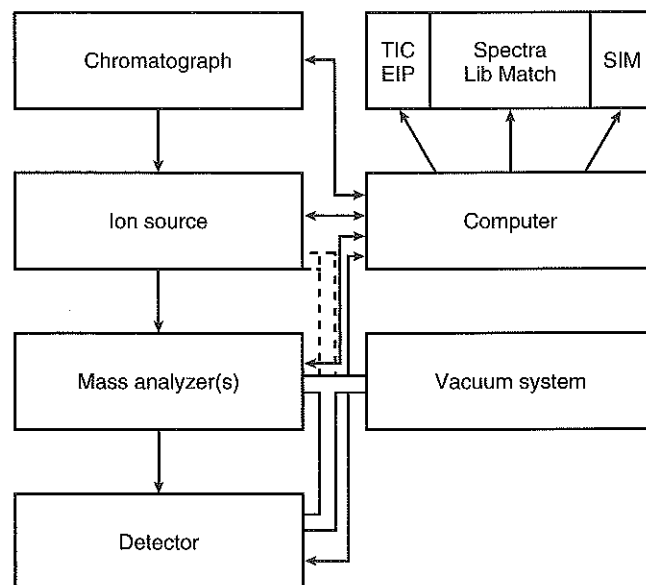 Chromatograph
TIC
EIP
Spectra
Lib Match
SIM
Ion source
Computer
Mass analyzer(s)
Vacuum system
Detector